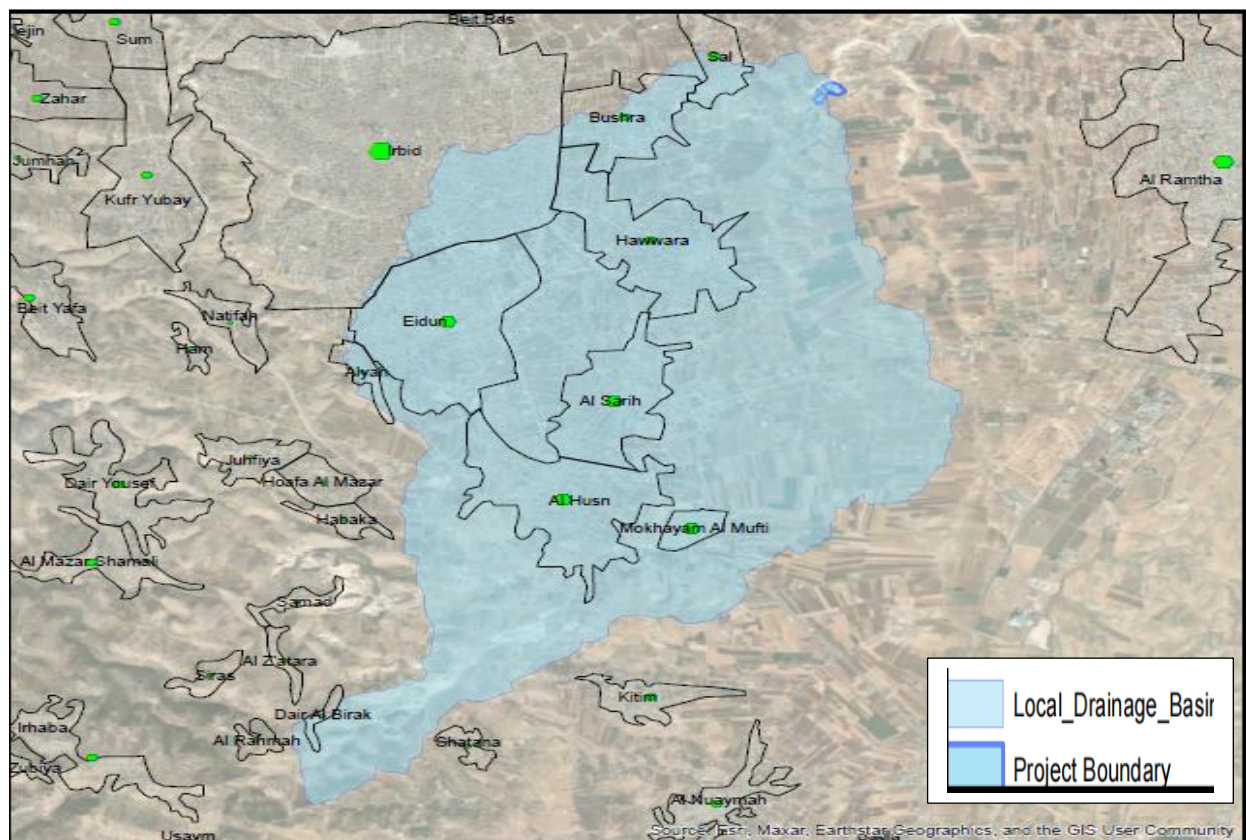 Beit Ras
Tejin
Sum
Sal
Zahar
Bushra
Irbid
Jumhah
Al Ramtha
Kufr Yubay
Hawwara
Beit Yafa
Natifah
Eidun
Ham
Alyah
Al Sarih
Juhfiya
Dair Yousef
Hoafa Al Mazar
Al Husn
Habaka
Mokhayam Al Mufti
Al Mazar Shamali
Samad
Al Z'atara
Siras
Kitim
Dair Al Birak
Irhaba
Al Rahmah
Shatana
Zubiya
Al Nuaymah
Usaym
Local_Drainage_Basin
Project Boundary
Source: Esri, Maxar, Earthstar Geographics, and the GIS User Community